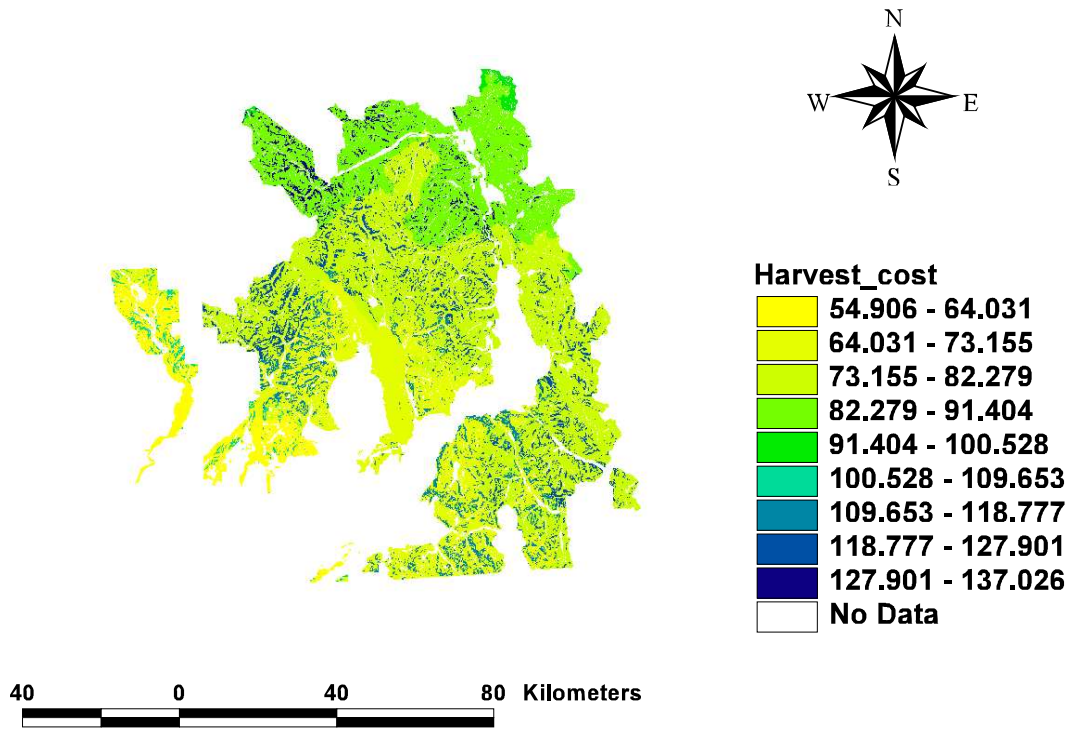 N
W E
S
Harvest_cost
54.906 - 64.031
64.031 - 73.155
73.155 - 82.279
82.279 - 91.404
91.404 - 100.528
100.528 - 109.653
109.653 - 118.777
118.777 - 127.901
127.901 - 137.026
No Data
40 0 40 80 Kilometers